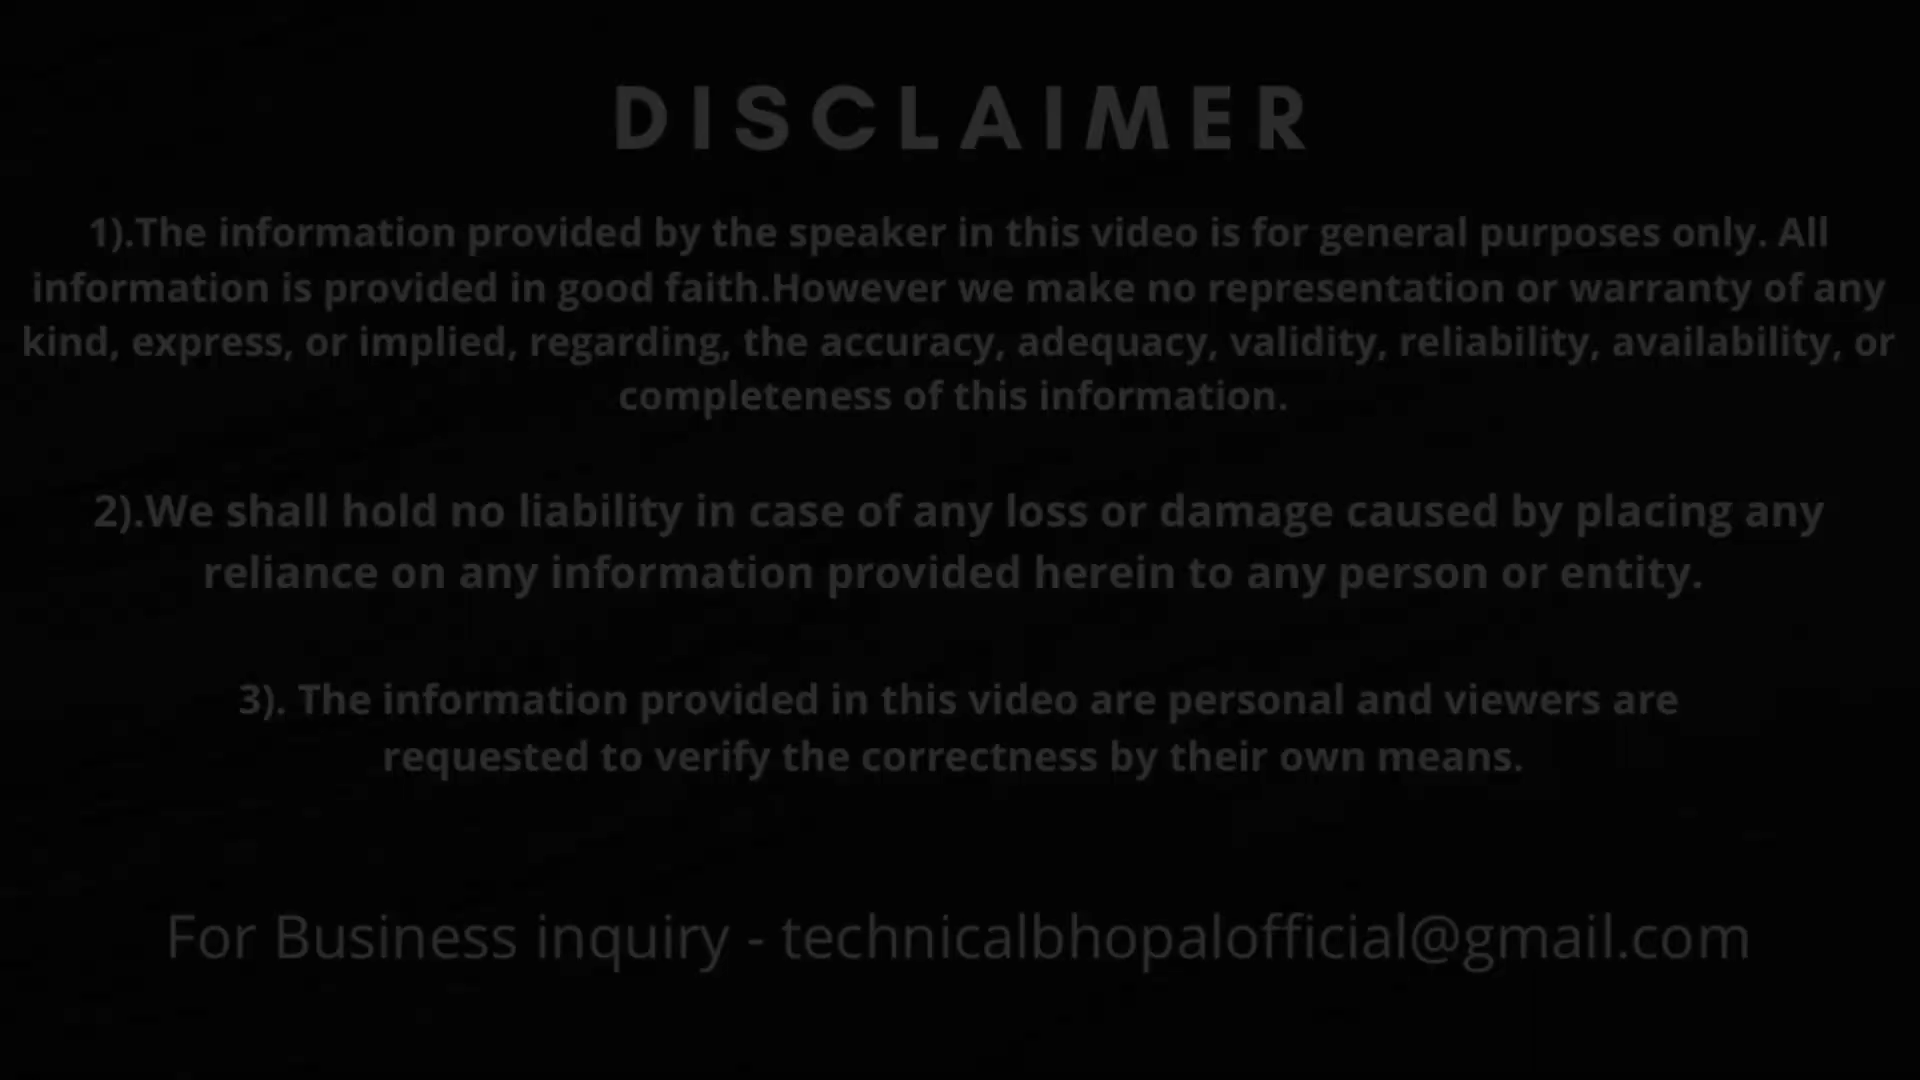 DISCLAIMER
1).The information provided by the speaker in this video is for general purposes only. All
information is provided in good faith.However we make no representation or warranty of any
kind, express, or implied, regarding, the accuracy, adequacy, validity, reliability, availability, or
completeness of this information.
2).We shall hold no liability in case of any loss or damage caused by placing any
reliance on any information provided herein to any person or entity.
3). The information provided in this video are personal and viewers are
requested to verify the correctness by their own means.
For Business inquiry - technicalbhopalofficial@gmail.com